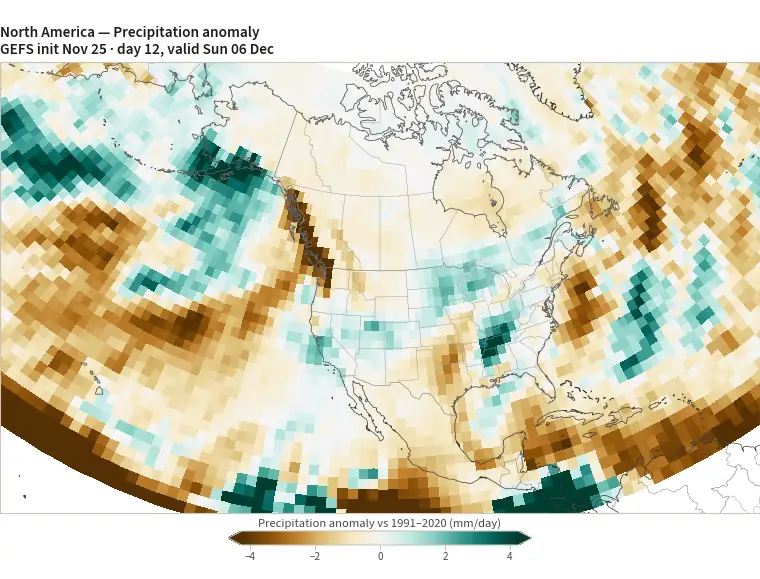 North America — Precipitation anomaly
GEFS init Nov 25 · day 12, valid Sun 06 Dec
Precipitation anomaly vs 1991–2020 (mm/day)
−4 −2 0 2 4